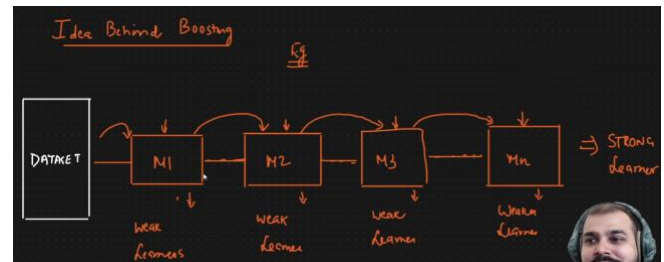 Idea Behind Boosting
Eg
DATASET
M1
M2
M3
Mn
⇒ STRONG
Learner
weak
Learners
weak
Learner
weak
Learner
Weak
Learner